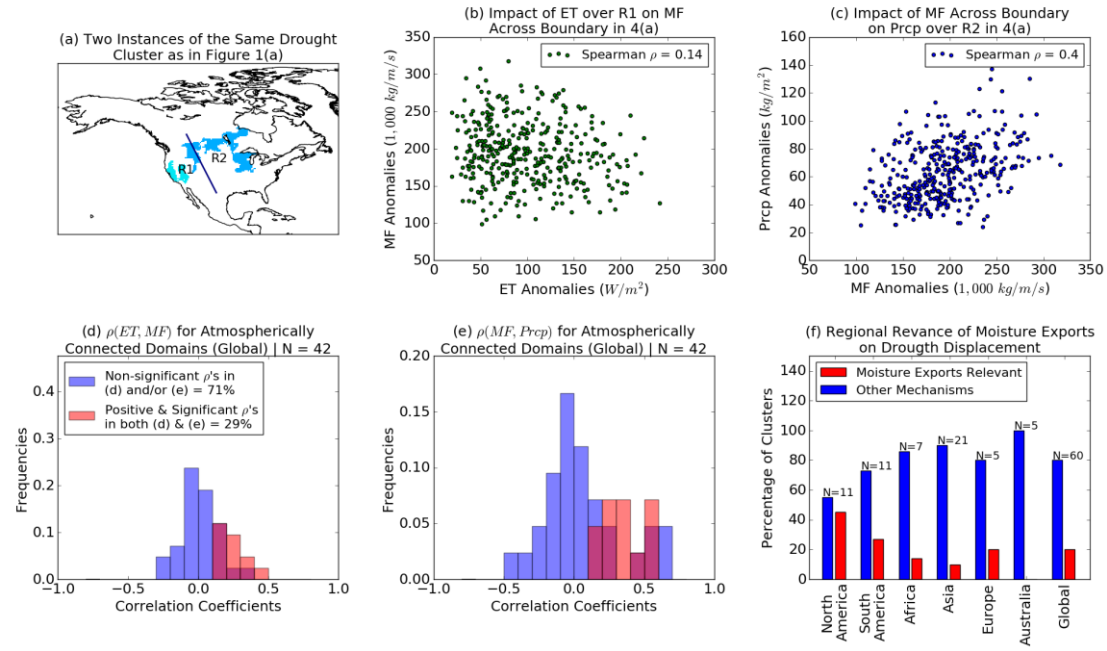 (a) Two Instances of the Same Drought
Cluster as in Figure 1(a)
R1
R2
(b) Impact of ET over R1 on MF
Across Boundary in 4(a)
Spearman ρ = 0.14
MF Anomalies (1,000 kg/m/s)
350
300
250
200
150
100
50
0 50 100 150 200 250 300
ET Anomalies (W/m²)
(c) Impact of MF Across Boundary
on Prcp over R2 in 4(a)
Spearman ρ = 0.4
Prcp Anomalies (kg/m²)
160
140
120
100
80
60
40
20
0
50 100 150 200 250 300 350
MF Anomalies (1,000 kg/m/s)
(d) ρ(ET, MF) for Atmospherically
Connected Domains (Global) | N = 42
Non-significant ρ's in
(d) and/or (e) = 71%
Positive & Significant ρ's
in both (d) & (e) = 29%
Frequencies
0.4
0.3
0.2
0.1
0.0
−1.0 −0.5 0.0 0.5 1.0
Correlation Coefficients
(e) ρ(MF, Prcp) for Atmospherically
Connected Domains (Global) | N = 42
Frequencies
0.20
0.15
0.10
0.05
0.00
−1.0 −0.5 0.0 0.5 1.0
Correlation Coefficients
(f) Regional Revance of Moisture Exports
on Drougth Displacement
Moisture Exports Relevant
Other Mechanisms
Percentage of Clusters
140
120
100
80
60
40
20
0
N=11
N=11
N=7
N=21
N=5
N=5
N=60
North
America
South
America
Africa
Asia
Europe
Australia
Global